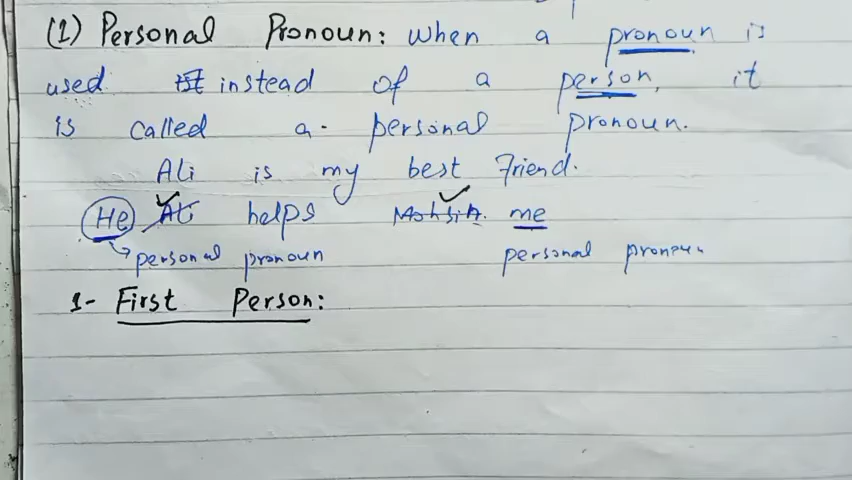 (1) Personal Pronoun: when a pronoun is
used instead of a person, it
is called a personal pronoun.
Ali is my best Friend.
He Ali helps Mohsin. me
personal pronoun personal pronoun
1- First Person: